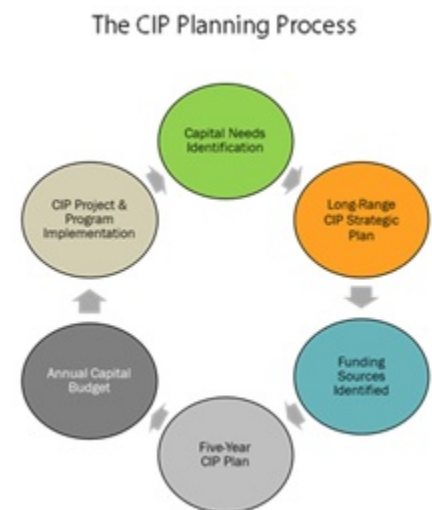 The CIP Planning Process
Capital Needs
Identification
Long-Range
CIP Strategic
Plan
Funding
Sources
Identified
Five-Year
CIP Plan
Annual Capital
Budget
CIP Project &
Program
Implementation